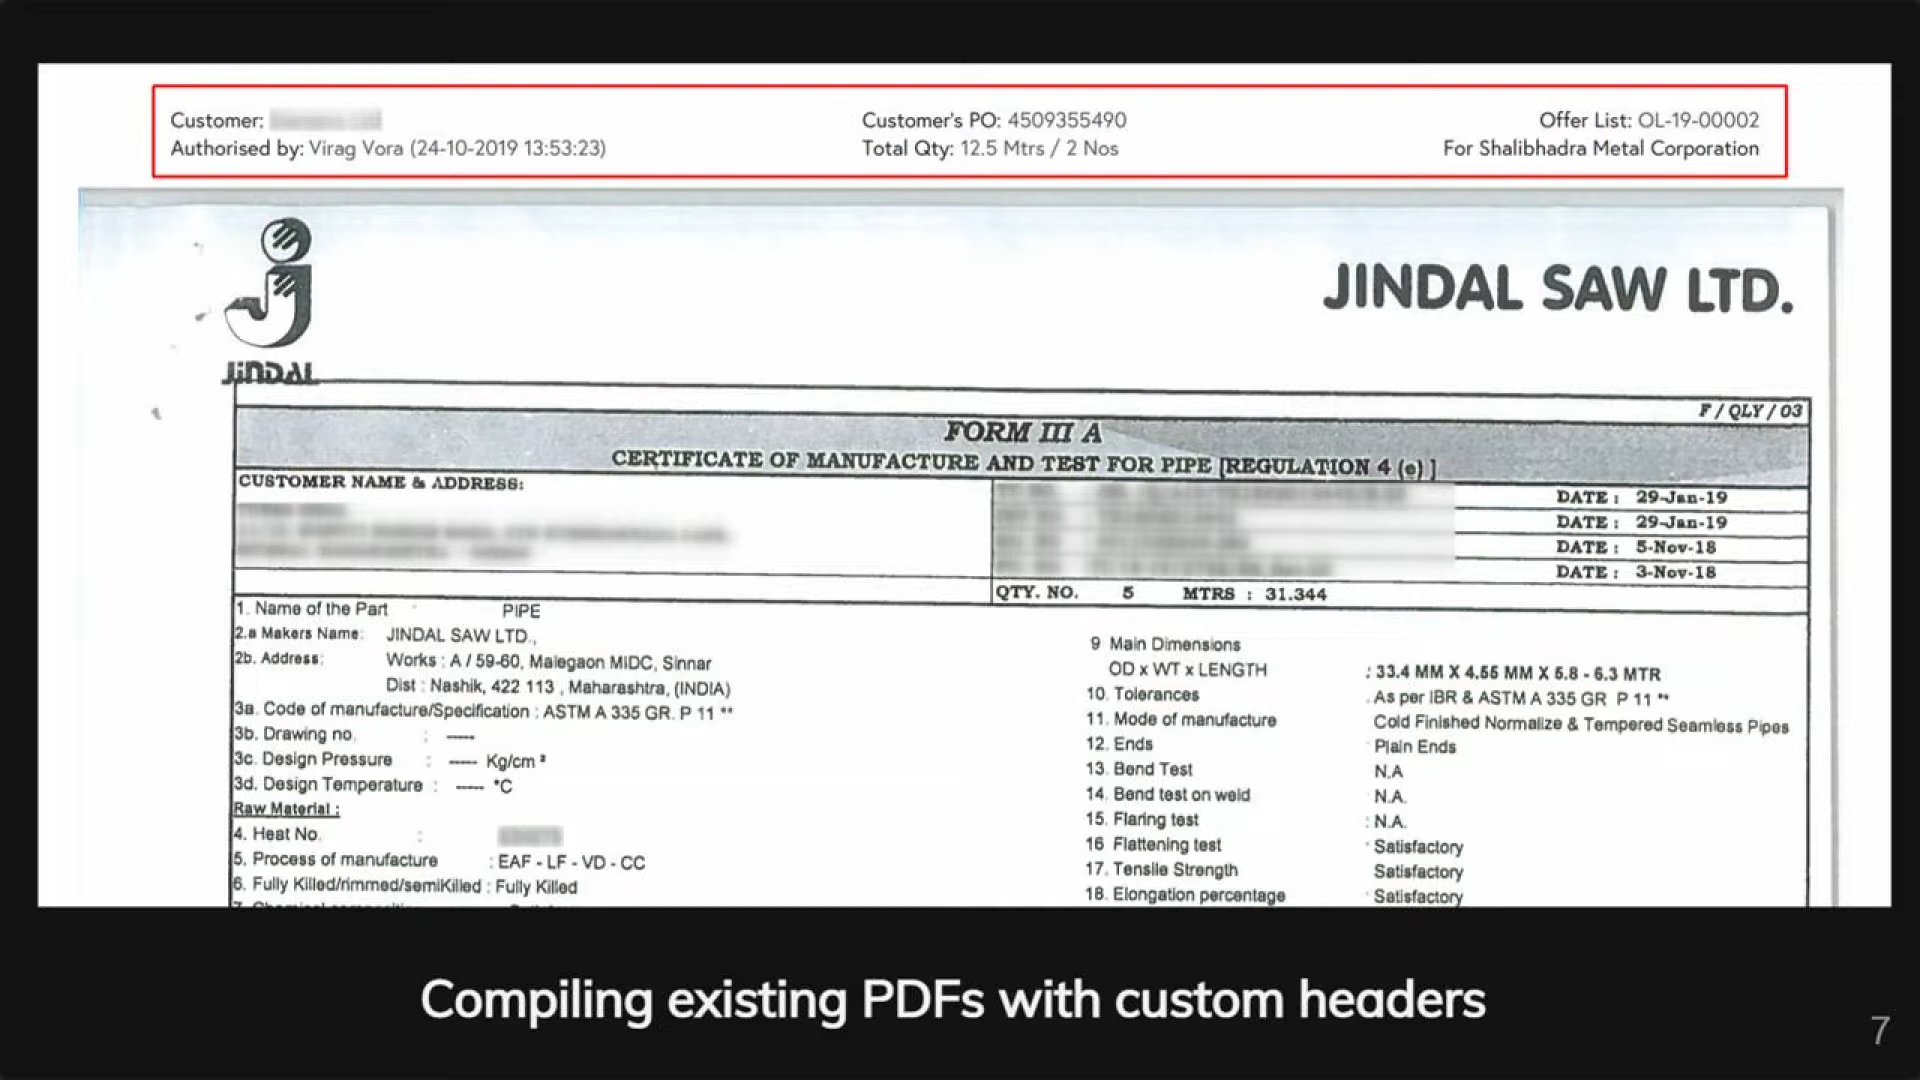 Customer:
Authorised by: Virag Vora (24-10-2019 13:53:23)
Customer's PO: 4509355490
Total Qty: 12.5 Mtrs / 2 Nos
Offer List: OL-19-00002
For Shalibhadra Metal Corporation
JINDAL
JINDAL SAW LTD.
F / QLY / 03
FORM III A
CERTIFICATE OF MANUFACTURE AND TEST FOR PIPE [REGULATION 4 (e) ]
CUSTOMER NAME & ADDRESS:
DATE : 29-Jan-19
DATE : 29-Jan-19
DATE : 5-Nov-18
DATE : 3-Nov-18
QTY. NO. 5 MTRS : 31.344
1. Name of the Part PIPE
2.a Makers Name: JINDAL SAW LTD.,
2b. Address: Works : A / 59-60, Malegaon MIDC, Sinnar
Dist : Nashik, 422 113 , Maharashtra, (INDIA)
3a. Code of manufacture/Specification : ASTM A 335 GR. P 11 **
3b. Drawing no. : -----
3c. Design Pressure : ----- Kg/cm ²
3d. Design Temperature : ----- °C
Raw Material :
4. Heat No. :
5. Process of manufacture : EAF - LF - VD - CC
6. Fully Killed/rimmed/semiKilled : Fully Killed
9 Main Dimensions
OD x WT x LENGTH : 33.4 MM X 4.55 MM X 5.8 - 6.3 MTR
10. Tolerances . As per IBR & ASTM A 335 GR P 11 **
11. Mode of manufacture Cold Finished Normalize & Tempered Seamless Pipes
12. Ends Plain Ends
13. Bend Test N.A
14. Bend test on weld N.A.
15. Flaring test : N.A.
16 Flattening test Satisfactory
17. Tensile Strength Satisfactory
18. Elongation percentage Satisfactory
Compiling existing PDFs with custom headers
7